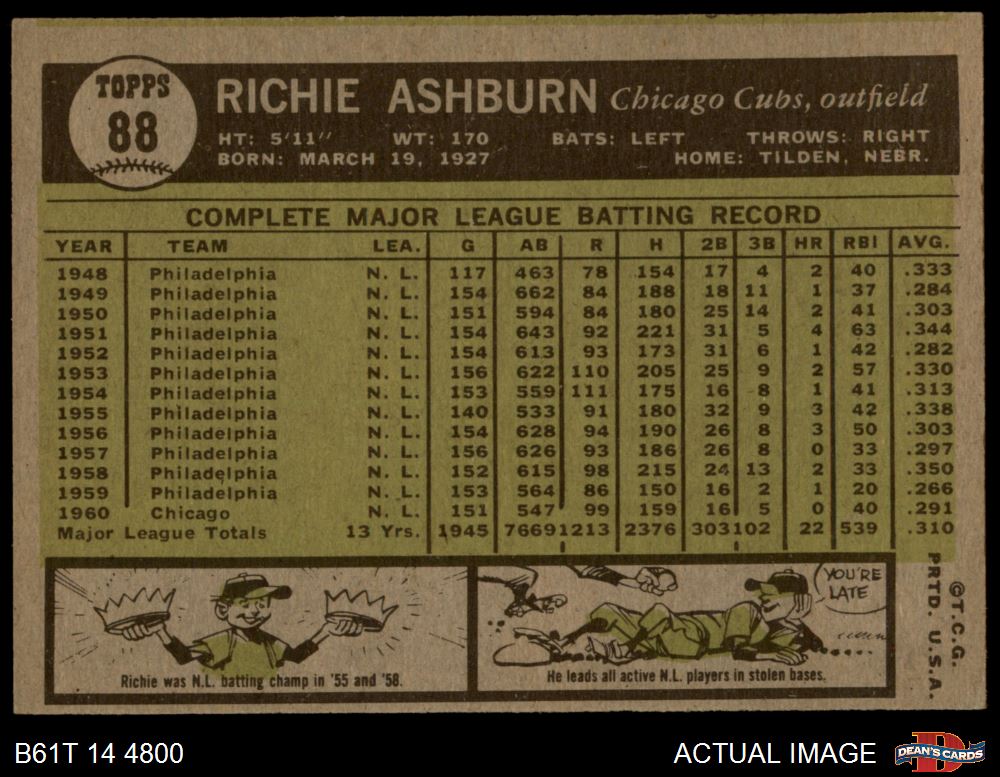 TOPPS
88
RICHIE ASHBURN Chicago Cubs, outfield
HT: 5'11" WT: 170 BATS: LEFT THROWS: RIGHT
BORN: MARCH 19, 1927 HOME: TILDEN, NEBR.
COMPLETE MAJOR LEAGUE BATTING RECORD
YEAR TEAM LEA. G AB R H 2B 3B HR RBI AVG.
1948 Philadelphia N. L. 117 463 78 154 17 4 2 40 .333
1949 Philadelphia N. L. 154 662 84 188 18 11 1 37 .284
1950 Philadelphia N. L. 151 594 84 180 25 14 2 41 .303
1951 Philadelphia N. L. 154 643 92 221 31 5 4 63 .344
1952 Philadelphia N. L. 154 613 93 173 31 6 1 42 .282
1953 Philadelphia N. L. 156 622 110 205 25 9 2 57 .330
1954 Philadelphia N. L. 153 559 111 175 16 8 1 41 .313
1955 Philadelphia N. L. 140 533 91 180 32 9 3 42 .338
1956 Philadelphia N. L. 154 628 94 190 26 8 3 50 .303
1957 Philadelphia N. L. 156 626 93 186 26 8 0 33 .297
1958 Philadelphia N. L. 152 615 98 215 24 13 2 33 .350
1959 Philadelphia N. L. 153 564 86 150 16 2 1 20 .266
1960 Chicago N. L. 151 547 99 159 16 5 0 40 .291
Major League Totals 13 Yrs. 1945 7669 1213 2376 303 102 22 539 .310
YOU'RE
LATE
Richie was N.L. batting champ in '55 and '58.
He leads all active N.L. players in stolen bases.
©T.C.G.
PRTD. U.S.A.
B61T 14 4800
ACTUAL IMAGE
D
DEAN'S CARDS